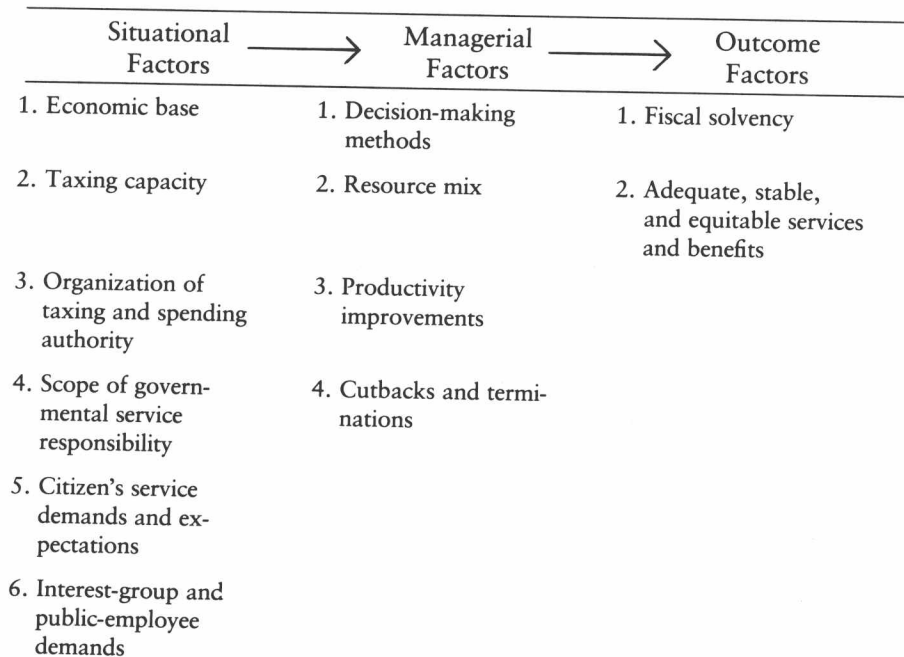 Situational
Factors
Managerial
Factors
Outcome
Factors
1. Economic base
2. Taxing capacity
3. Organization of
taxing and spending
authority
4. Scope of govern-
mental service
responsibility
5. Citizen's service
demands and ex-
pectations
6. Interest-group and
public-employee
demands
1. Decision-making
methods
2. Resource mix
3. Productivity
improvements
4. Cutbacks and termi-
nations
1. Fiscal solvency
2. Adequate, stable,
and equitable services
and benefits